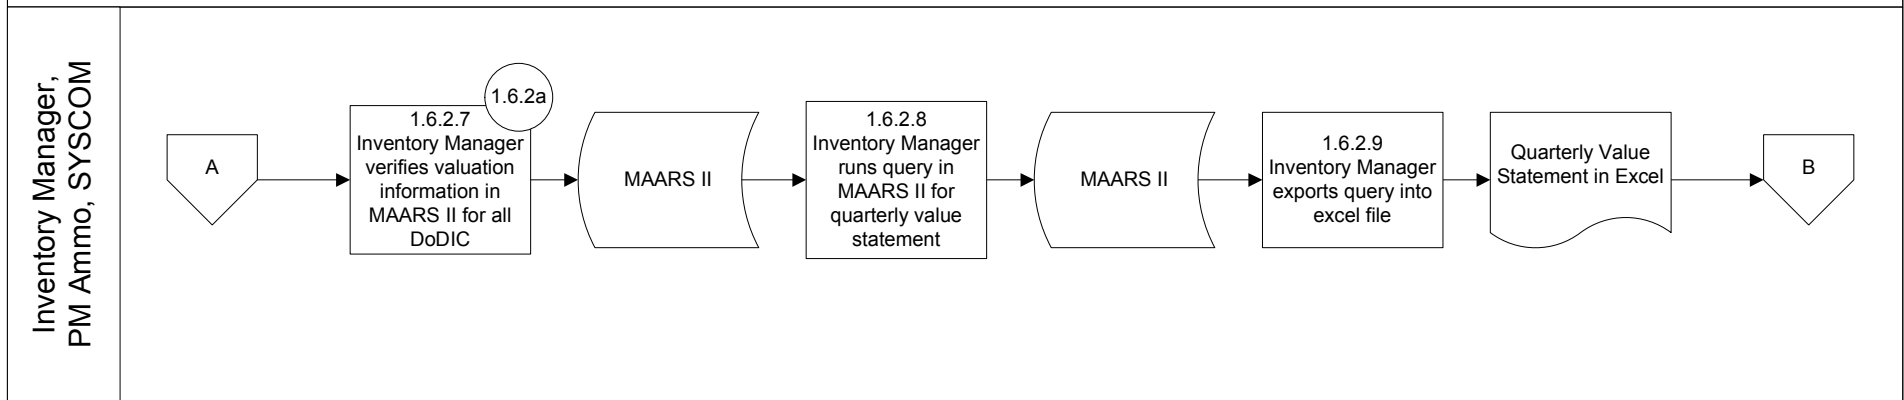 Inventory Manager,
PM Ammo, SYSCOM
A
1.6.2a
1.6.2.7
Inventory Manager
verifies valuation
information in
MAARS II for all
DoDIC
MAARS II
1.6.2.8
Inventory Manager
runs query in
MAARS II for
quarterly value
statement
MAARS II
1.6.2.9
Inventory Manager
exports query into
excel file
Quarterly Value
Statement in Excel
B